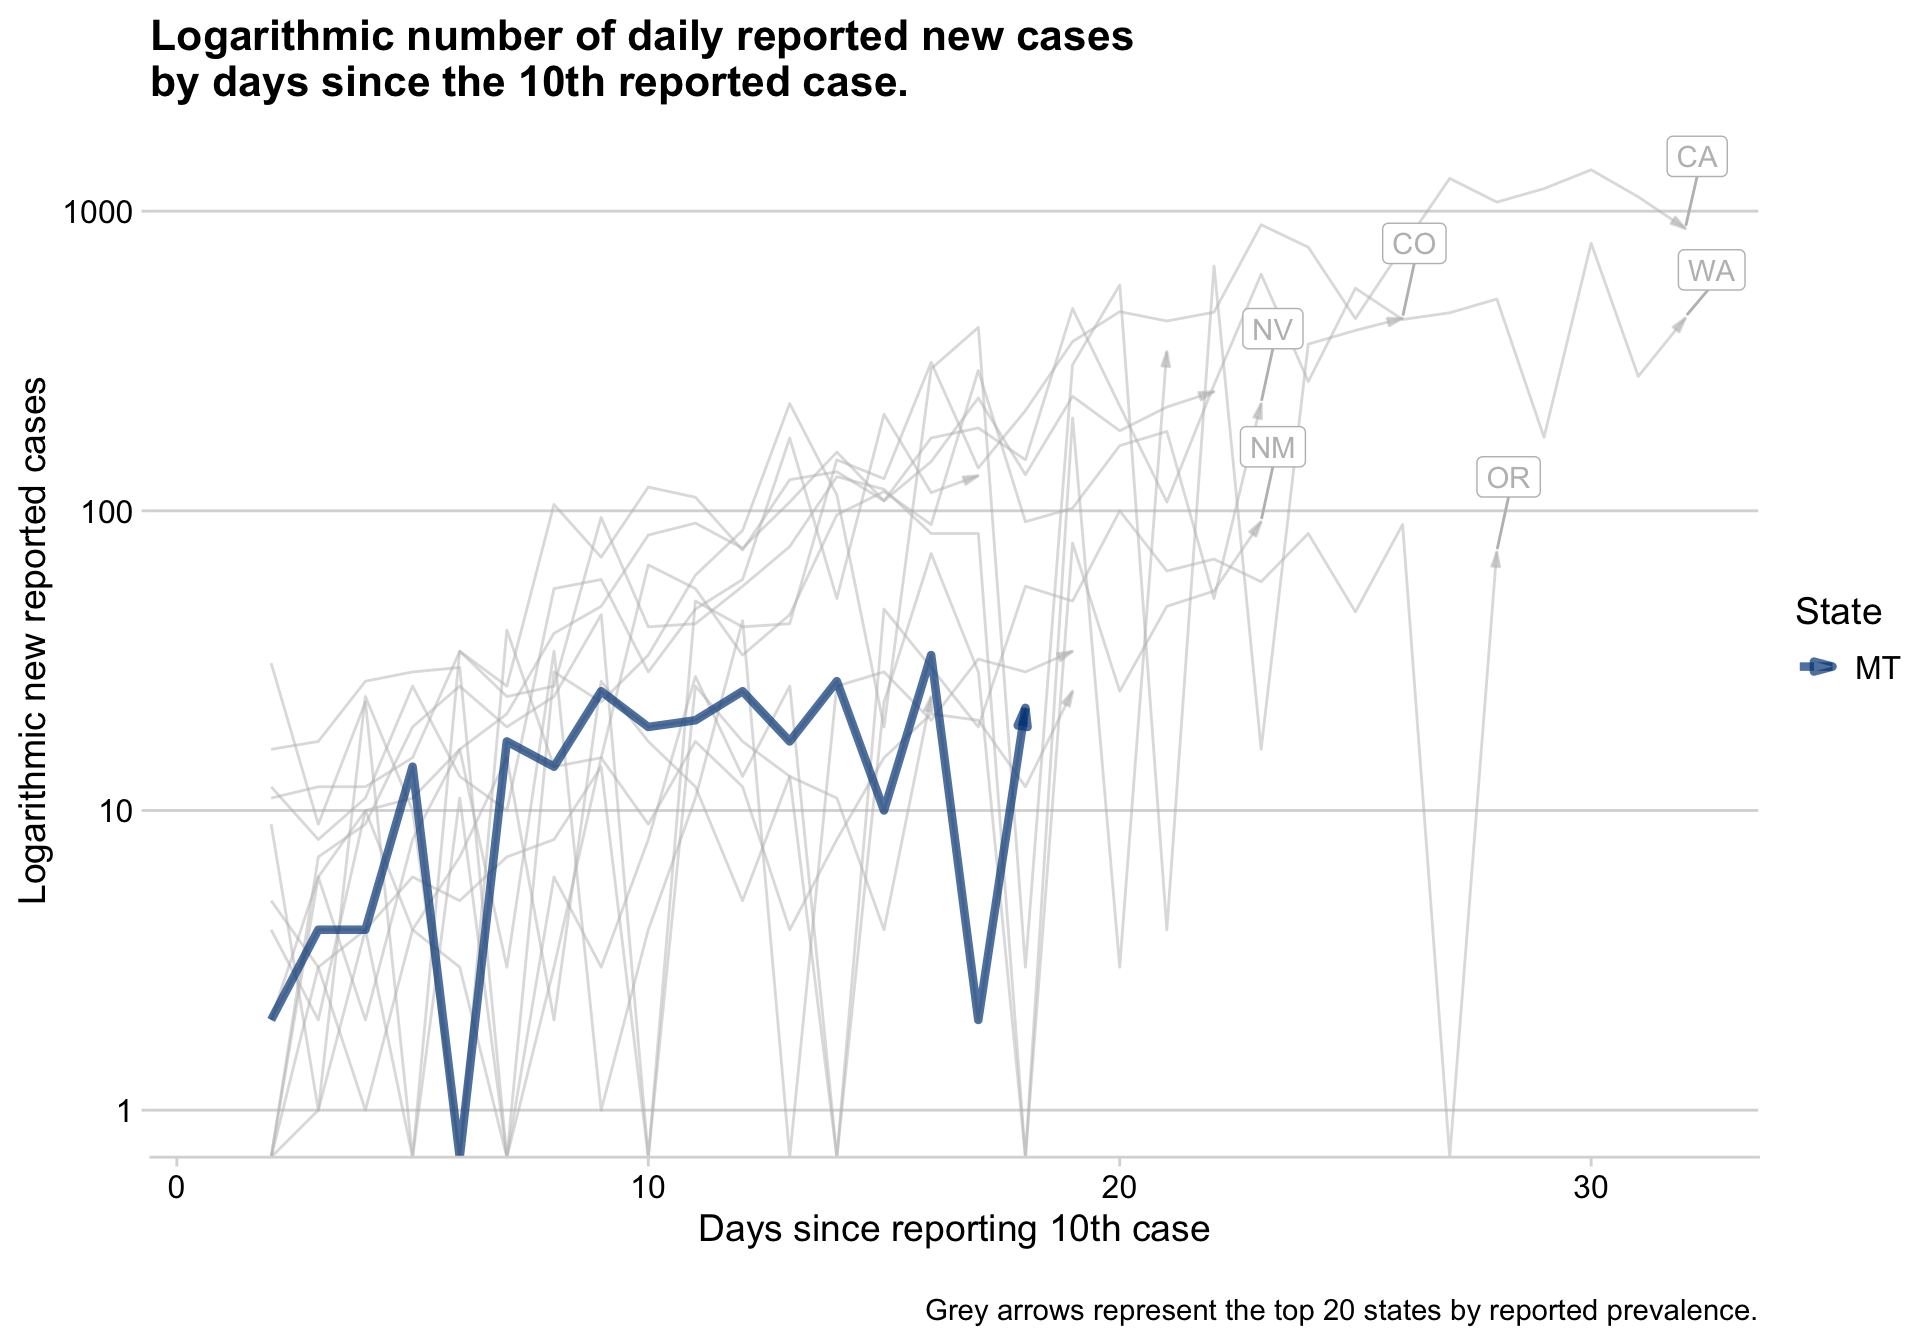 Logarithmic number of daily reported new cases
by days since the 10th reported case.
Logarithmic new reported cases
1000
100
10
1
CA
CO
WA
NV
NM
OR
State
MT
0
10
20
30
Days since reporting 10th case
Grey arrows represent the top 20 states by reported prevalence.